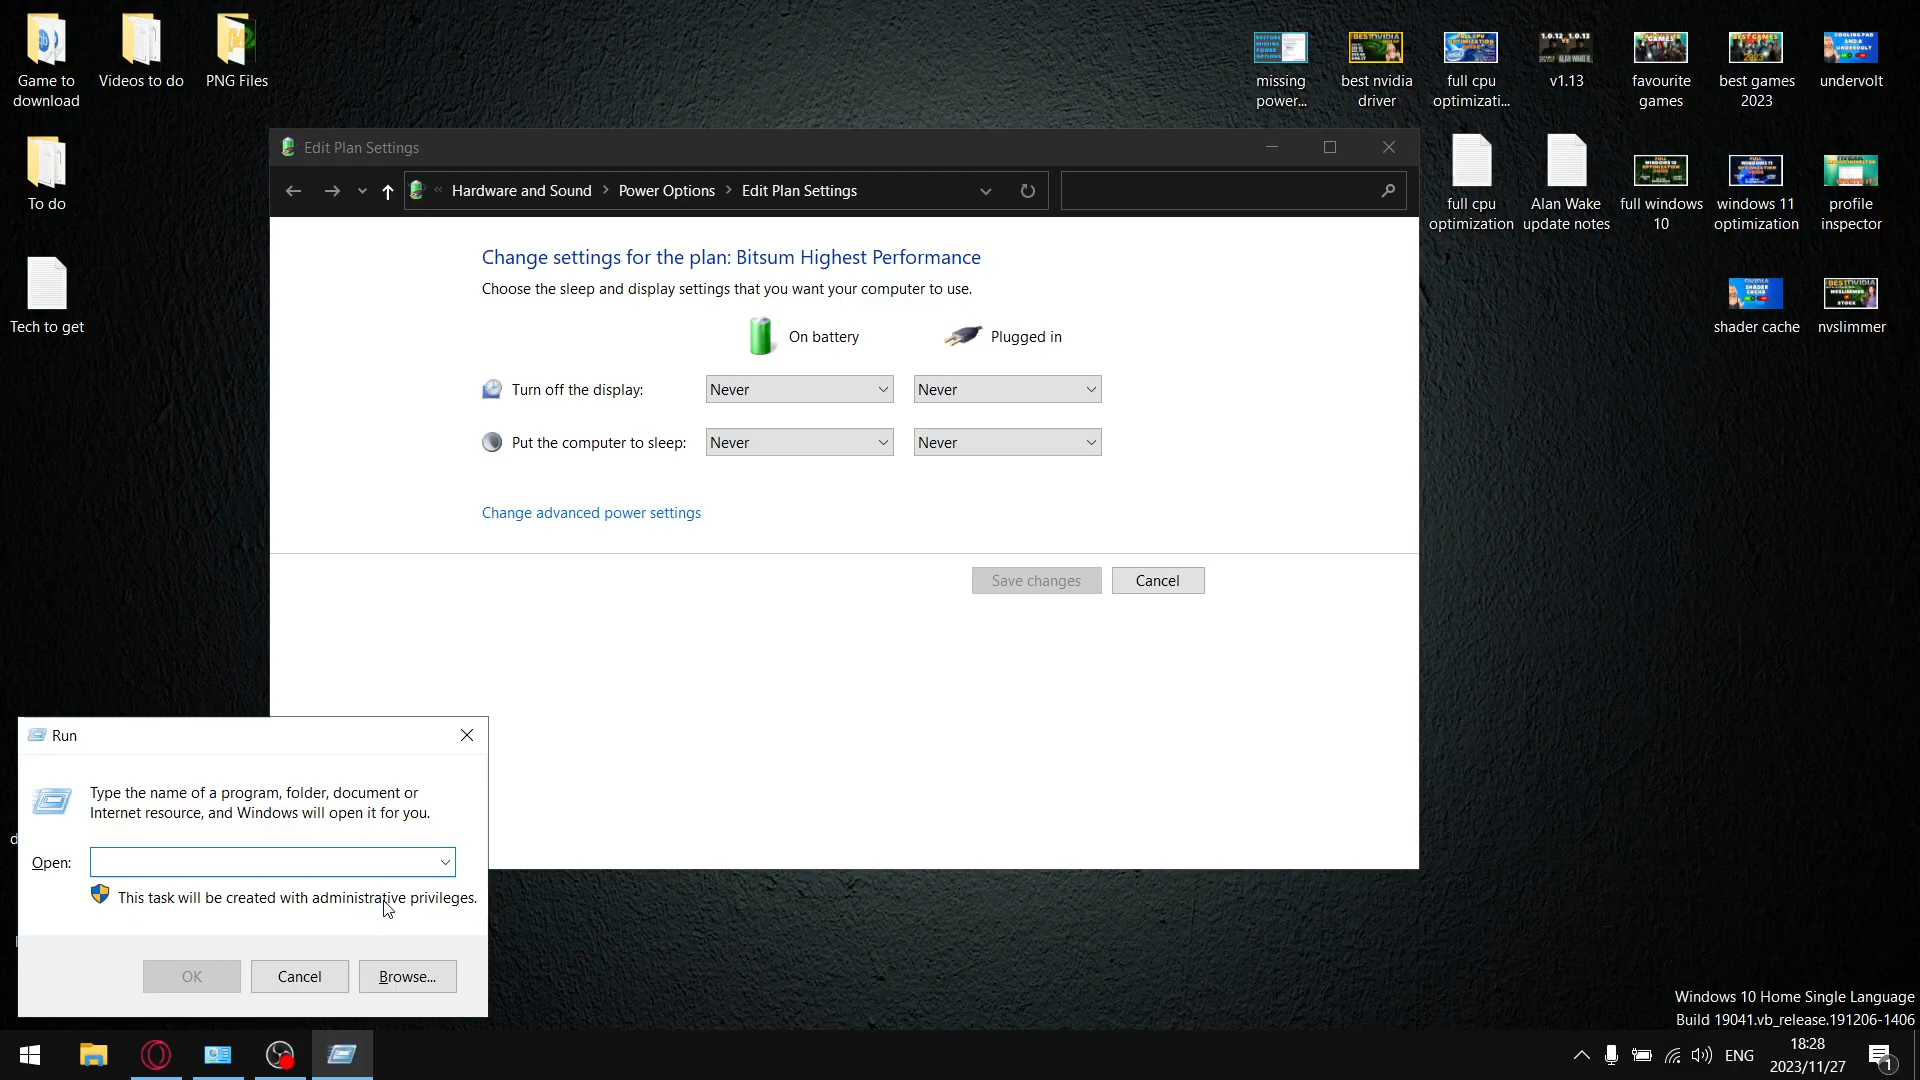 Game to
download
Videos to do
PNG Files
To do
Tech to get
missing
power...
best nvidia
driver
full cpu
optimizati...
v1.13
favourite
games
best games
2023
undervolt
full cpu
optimization
Alan Wake
update notes
full windows
10
windows 11
optimization
profile
inspector
shader cache
nvslimmer
Edit Plan Settings
« Hardware and Sound > Power Options > Edit Plan Settings
Change settings for the plan: Bitsum Highest Performance
Choose the sleep and display settings that you want your computer to use.
On battery
Plugged in
Turn off the display:
Never
Never
Put the computer to sleep:
Never
Never
Change advanced power settings
Save changes
Cancel
Run
Type the name of a program, folder, document or
Internet resource, and Windows will open it for you.
Open:
This task will be created with administrative privileges.
OK
Cancel
Browse...
Windows 10 Home Single Language
Build 19041.vb_release.191206-1406
ENG
18:28
2023/11/27
1